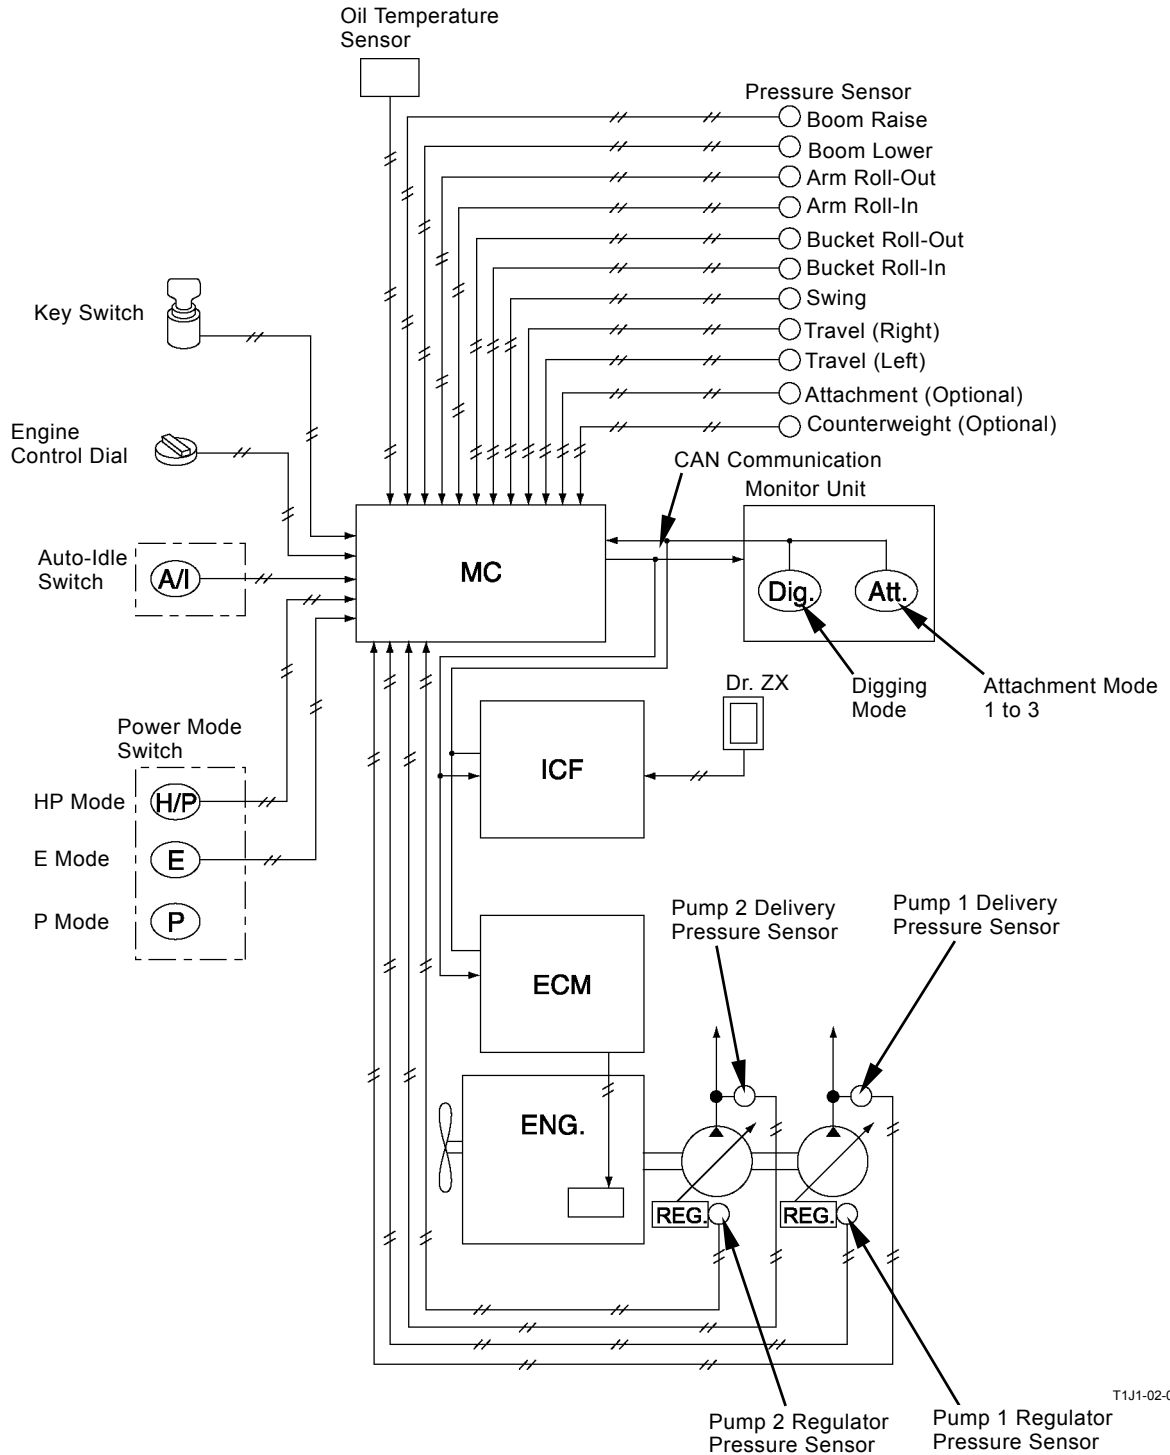 Oil Temperature
Sensor
Pressure Sensor
Boom Raise
Boom Lower
Arm Roll-Out
Arm Roll-In
Bucket Roll-Out
Bucket Roll-In
Swing
Travel (Right)
Travel (Left)
Attachment (Optional)
Counterweight (Optional)
Key Switch
Engine
Control Dial
CAN Communication
Monitor Unit
Auto-Idle
Switch
A/I
MC
Dig.
Att.
Digging
Mode
Attachment Mode
1 to 3
Dr. ZX
Power Mode
Switch
HP Mode
H/P
E Mode
E
P Mode
P
ICF
ECM
Pump 2 Delivery
Pressure Sensor
Pump 1 Delivery
Pressure Sensor
ENG.
REG.
REG.
Pump 2 Regulator
Pressure Sensor
Pump 1 Regulator
Pressure Sensor